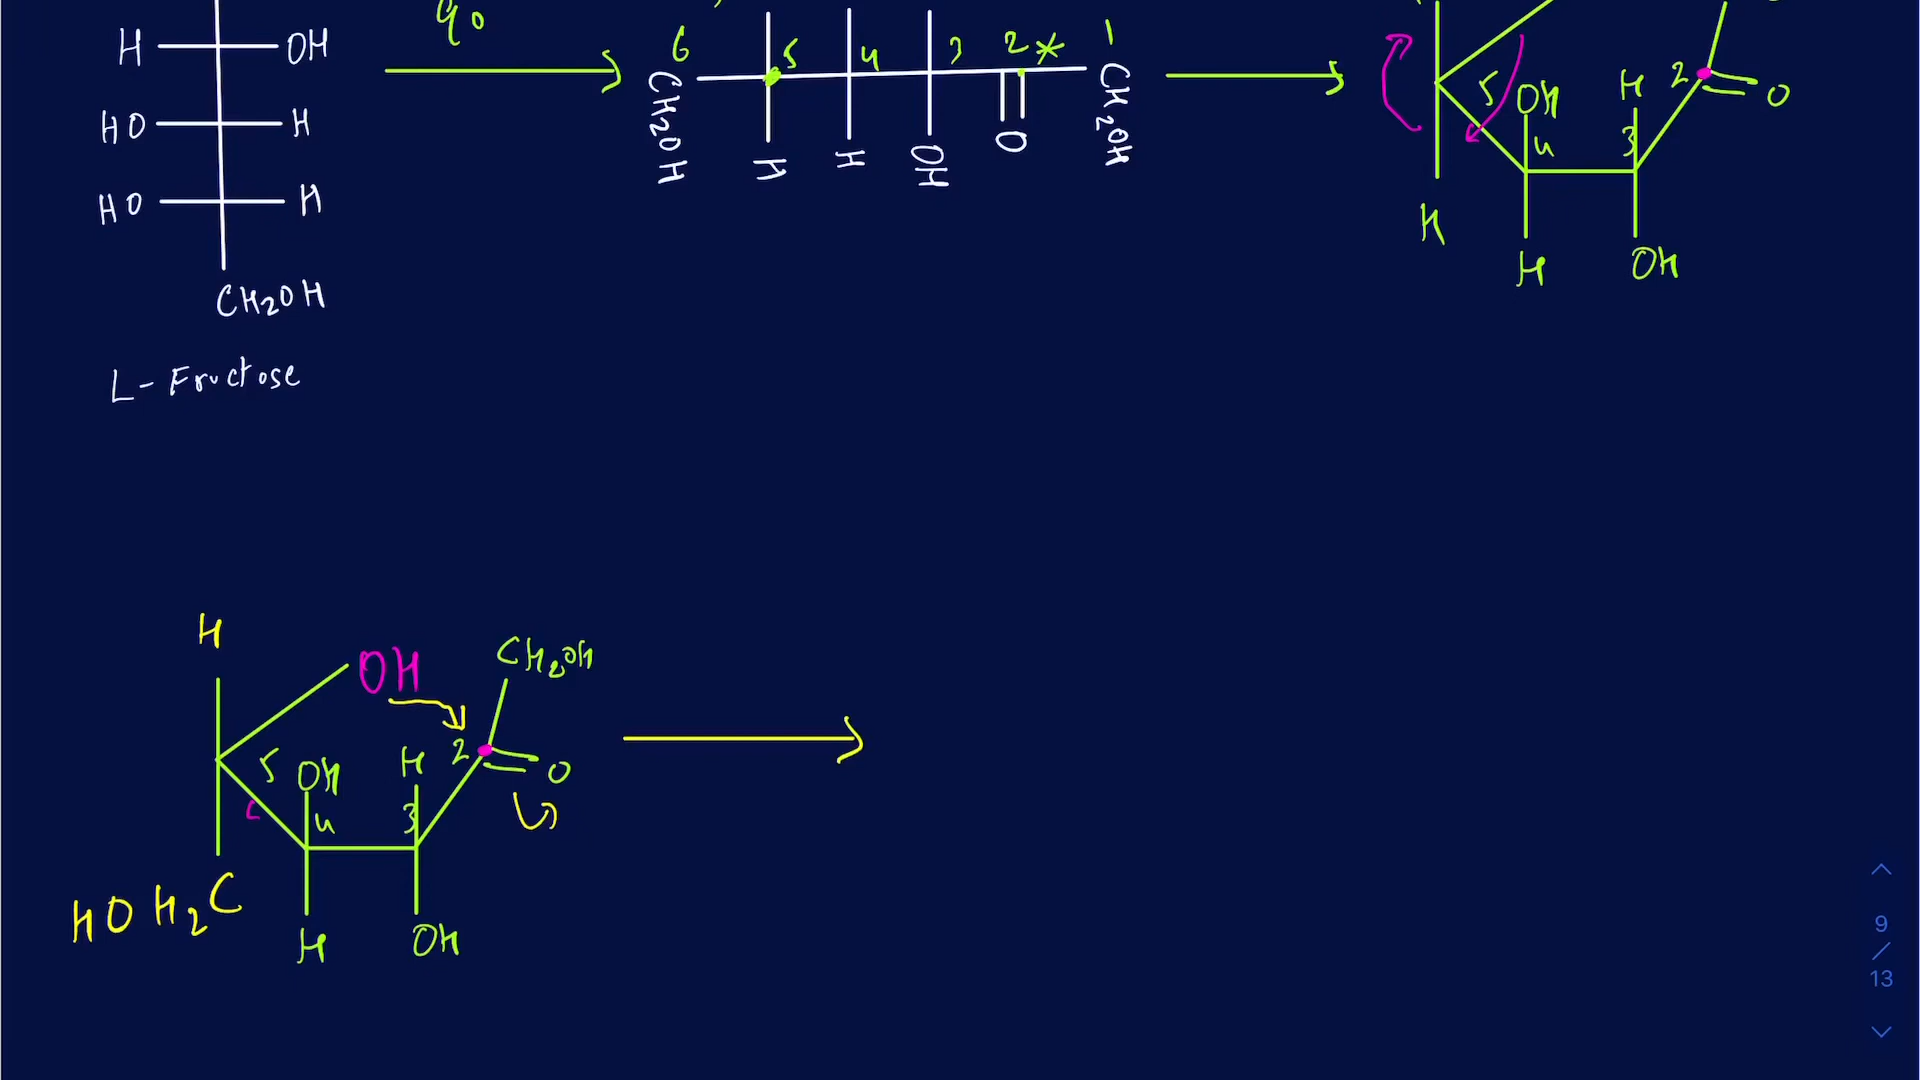 90
H OH
HO H
HO H
CH2OH
L- Fructose
6 5 4 3 2 * 1
CH2OH H H OH O CH2OH
5 OH H 2 O
4 3
H H OH
H
OH CH2OH
5 OH H 2 O
4 3
HOH2C
H OH
9
/
13